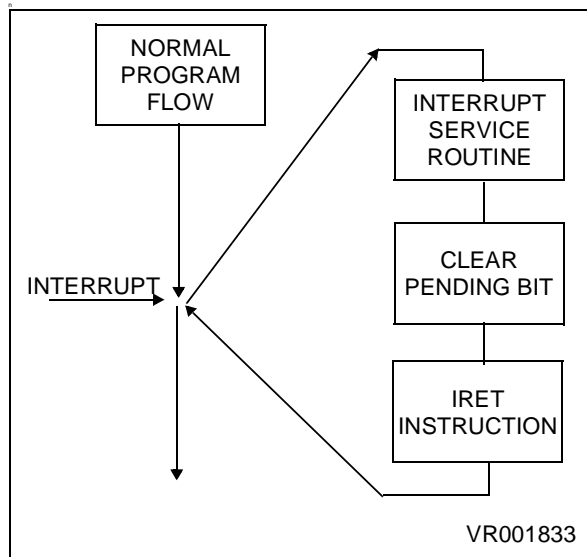 NORMAL
PROGRAM
FLOW
INTERRUPT
SERVICE
ROUTINE
INTERRUPT
CLEAR
PENDING BIT
IRET
INSTRUCTION
VR001833